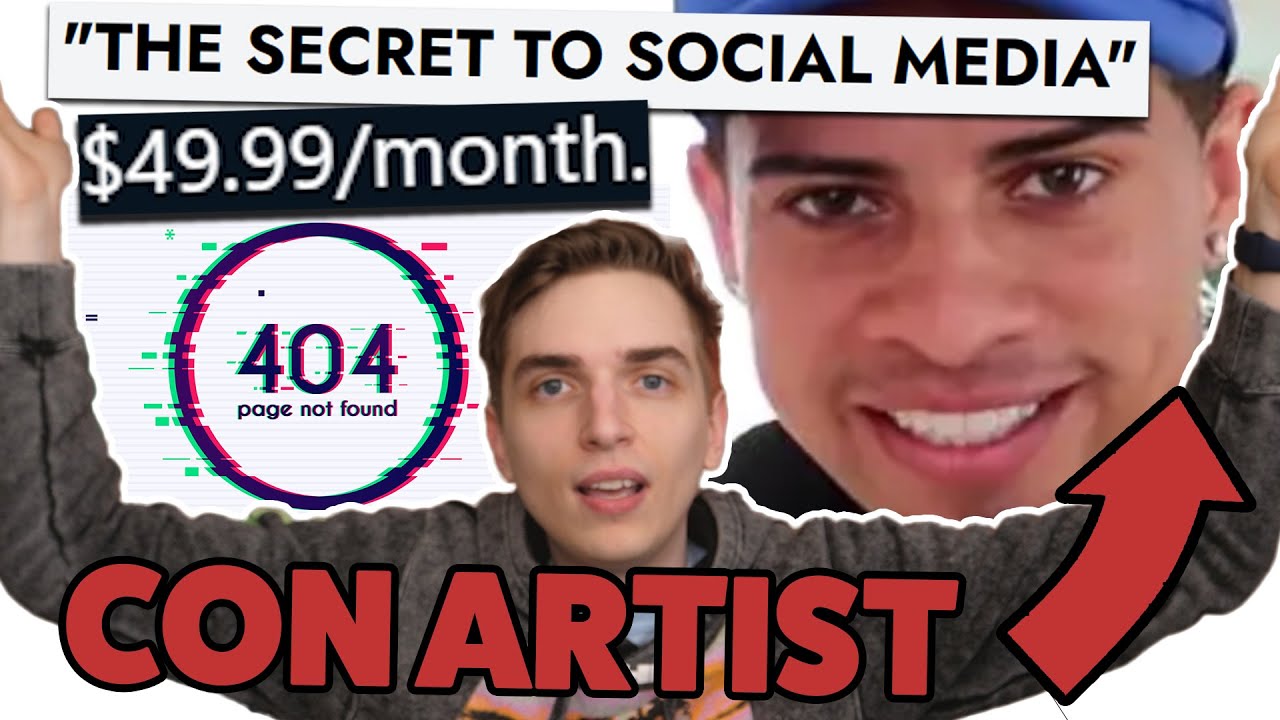 "THE SECRET TO SOCIAL MEDIA"
$49.99/month.
404
page not found
CON ARTIST